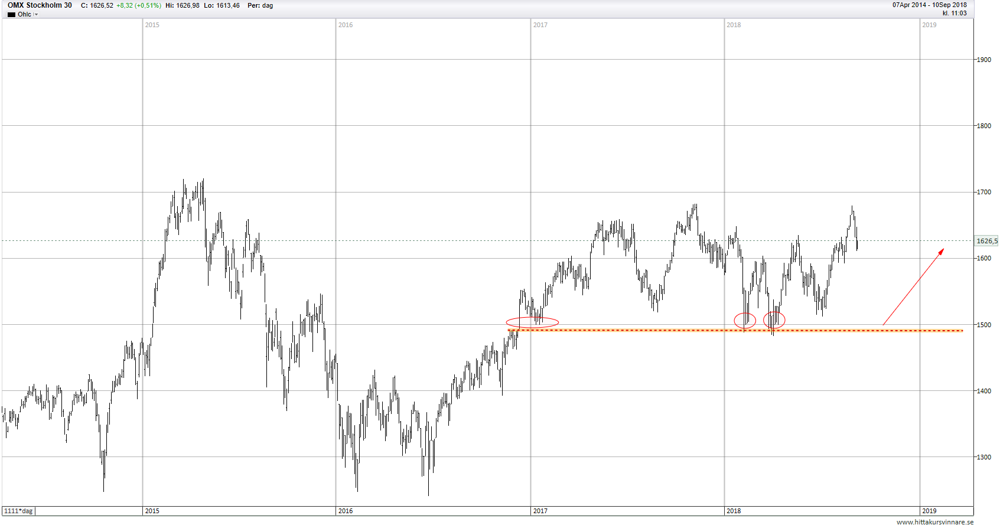 OMX Stockholm 30 C: 1626,52 +8,32 (+0,51%) Hi: 1626,98 Lo: 1613,46 Per: dag
07Apr 2014 - 10Sep 2018
Ohlc
kl. 11:03
2015 2016 2017 2018 2019
1900
1800
1700
1626,5
1600
1500
1400
1300
1111*dag 2015 2016 2017 2018 2019
www.hittakursvinnare.se